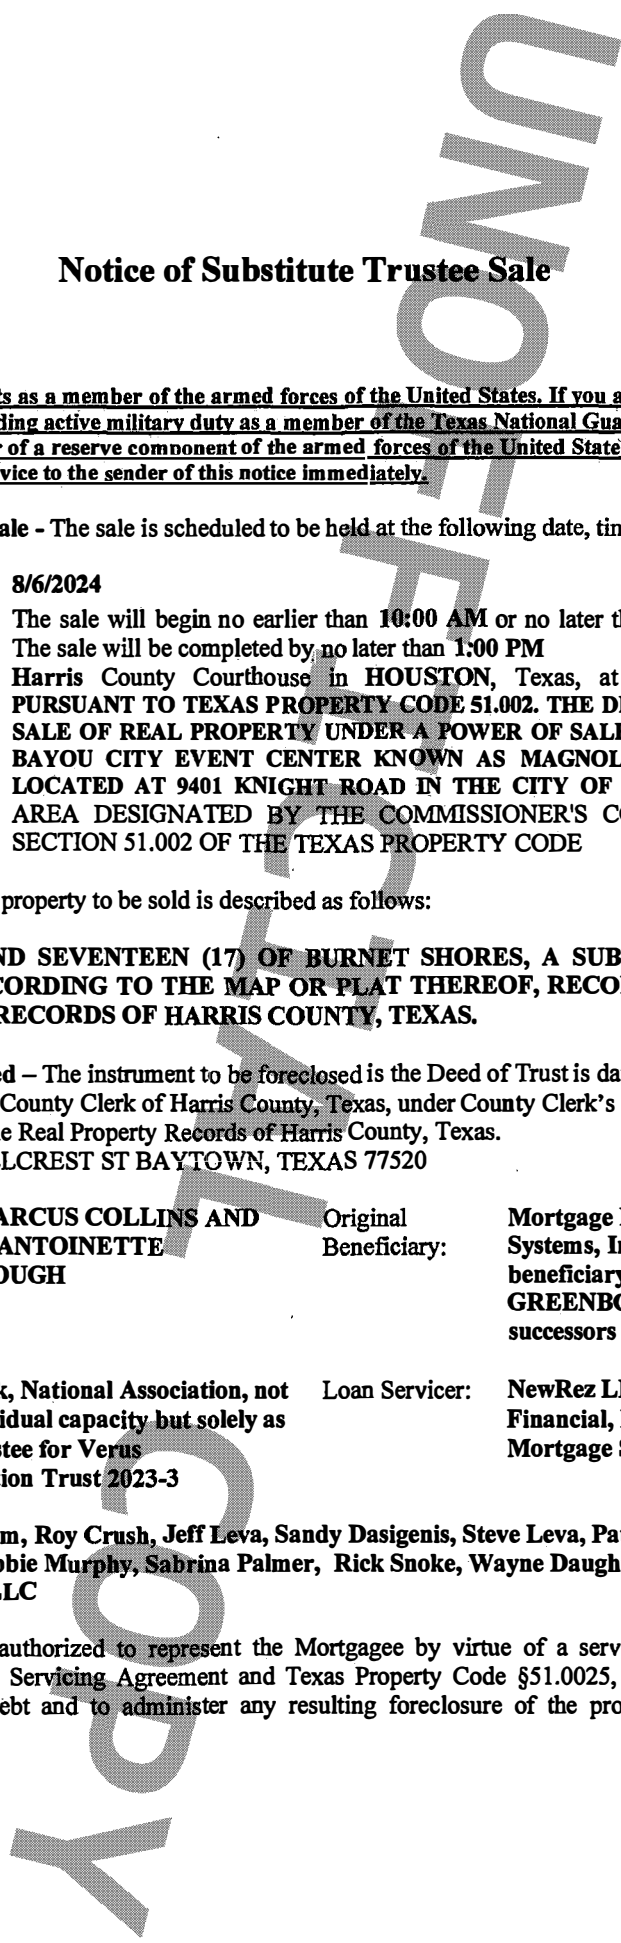 Notice of Substitute Trustee Sale
ts as a member of the armed forces of the United States. If you a
ding active military duty as a member of the Texas National Gua
r of a reserve component of the armed forces of the United State
vice to the sender of this notice immediately.
ale - The sale is scheduled to be held at the following date, tin
8/6/2024
The sale will begin no earlier than 10:00 AM or no later th
The sale will be completed by no later than 1:00 PM
Harris County Courthouse in HOUSTON, Texas, at
PURSUANT TO TEXAS PROPERTY CODE 51.002. THE DE
SALE OF REAL PROPERTY UNDER A POWER OF SALE
BAYOU CITY EVENT CENTER KNOWN AS MAGNOL
LOCATED AT 9401 KNIGHT ROAD IN THE CITY OF
AREA DESIGNATED BY THE COMMISSIONER'S CO
SECTION 51.002 OF THE TEXAS PROPERTY CODE
property to be sold is described as follows:
ND SEVENTEEN (17) OF BURNET SHORES, A SUB
CORDING TO THE MAP OR PLAT THEREOF, RECO
RECORDS OF HARRIS COUNTY, TEXAS.
ed – The instrument to be foreclosed is the Deed of Trust is da
County Clerk of Harris County, Texas, under County Clerk's
e Real Property Records of Harris County, Texas.
LCREST ST BAYTOWN, TEXAS 77520
ARCUS COLLINS AND Original Mortgage
ANTOINETTE Beneficiary: Systems, In
OUGH beneficiary
GREENBO
successors
k, National Association, not Loan Servicer: NewRez LL
idual capacity but solely as Financial,
stee for Verus Mortgage S
tion Trust 2023-3
m, Roy Crush, Jeff Leva, Sandy Dasigenis, Steve Leva, Pat
bbie Murphy, Sabrina Palmer, Rick Snoke, Wayne Daugh
LLC
authorized to represent the Mortgagee by virtue of a serv
Servicing Agreement and Texas Property Code §51.0025,
ebt and to administer any resulting foreclosure of the pro
UNOFFICIAL COPY